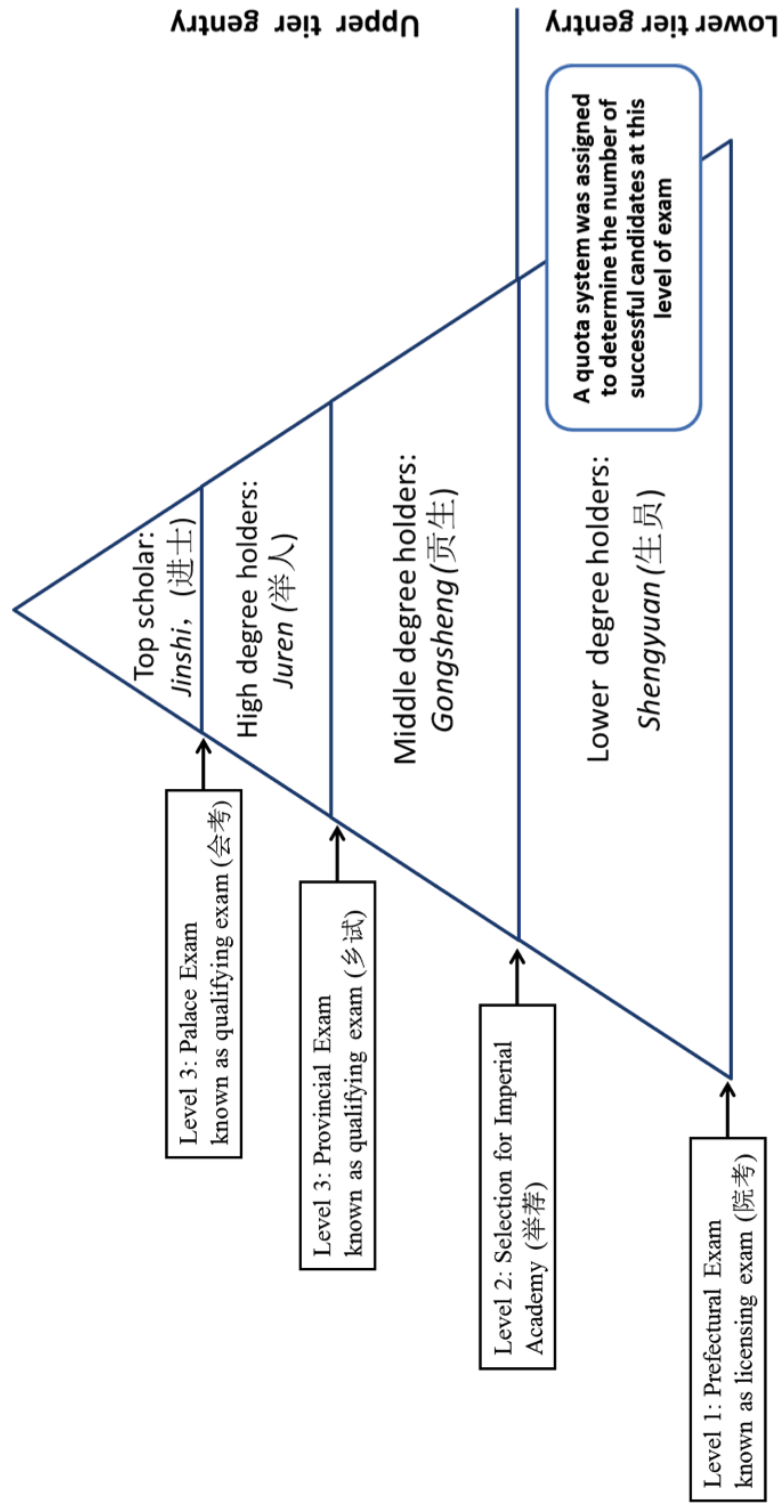 Top scholar:
Jinshi，(进士)
Level 3: Palace Exam
known as qualifying exam (会考)
High degree holders:
Juren (举人)
Level 3: Provincial Exam
known as qualifying exam (乡试)
Middle degree holders:
Gongsheng (贡生)
Level 2: Selection for Imperial
Academy (举荐)
Lower degree holders:
Shengyuan (生员)
A quota system was assigned
to determine the number of
successful candidates at this
level of exam
Level 1: Prefectural Exam
known as licensing exam (院考)
Upper tier gentry
Lower tier gentry